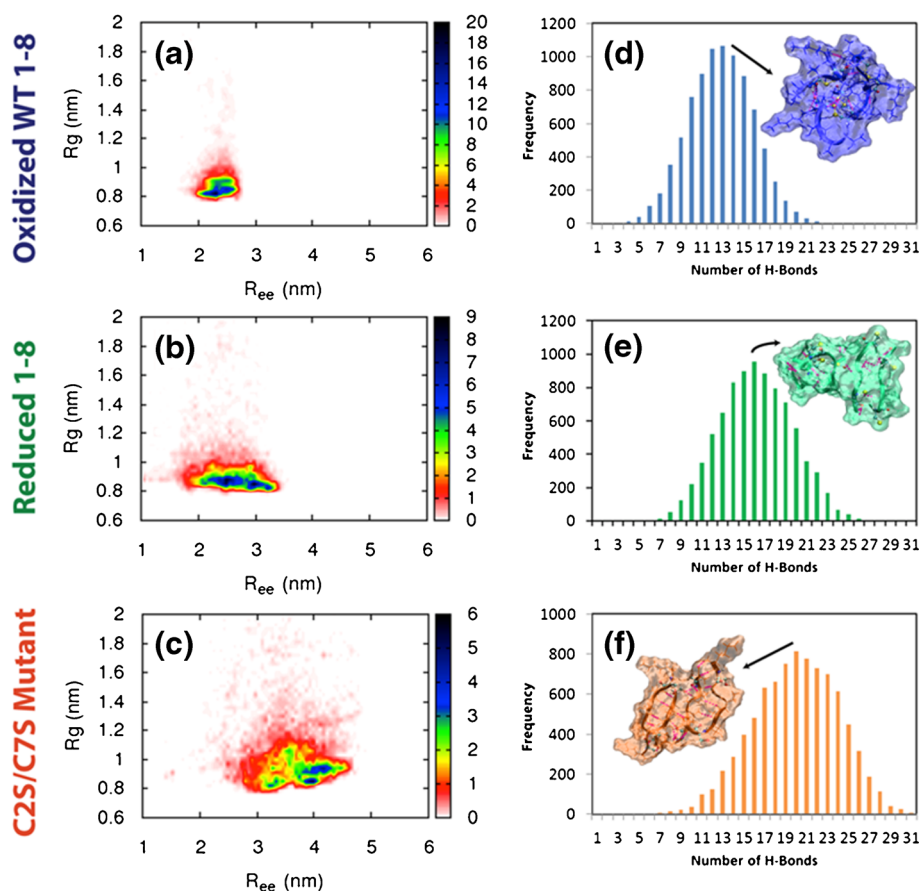 Oxidized WT 1-8
(a)
Rg (nm)
2
1.8
1.6
1.4
1.2
1
0.8
0.6
1 2 3 4 5 6
Ree (nm)
20
18
16
14
12
10
8
6
4
2
0
(d)
Frequency
1200
1000
800
600
400
200
0
1 3 5 7 9 11 13 15 17 19 21 23 25 27 29 31
Number of H-Bonds
Reduced 1-8
(b)
Rg (nm)
2
1.8
1.6
1.4
1.2
1
0.8
0.6
1 2 3 4 5 6
Ree (nm)
9
8
7
6
5
4
3
2
1
0
(e)
Frequency
1200
1000
800
600
400
200
0
1 3 5 7 9 11 13 15 17 19 21 23 25 27 29 31
Number of H-Bonds
C2S/C7S Mutant
(c)
Rg (nm)
2
1.8
1.6
1.4
1.2
1
0.8
0.6
1 2 3 4 5 6
Ree (nm)
6
5
4
3
2
1
0
(f)
Frequency
1000
800
600
400
200
0
1 3 5 7 9 11 13 15 17 19 21 23 25 27 29 31
Number of H-Bonds